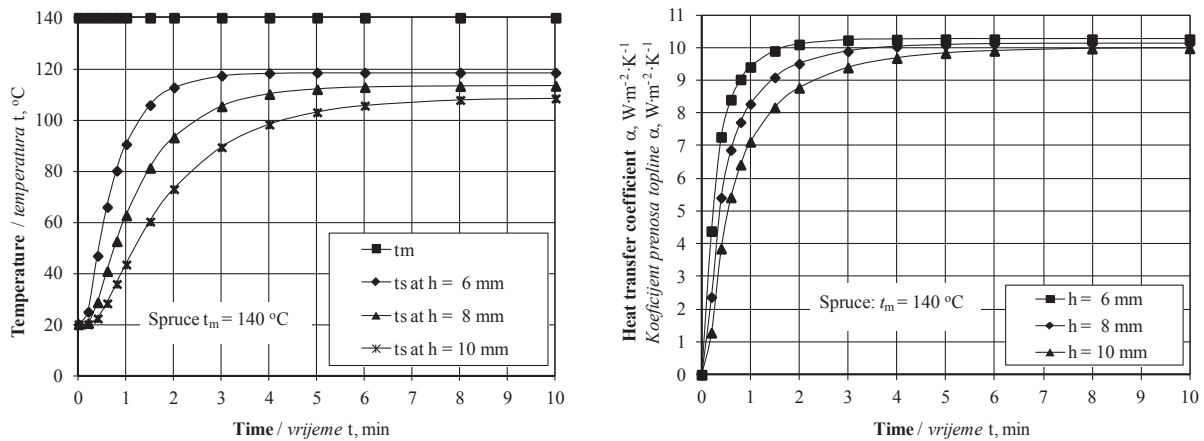 Temperature / temperatura t, °C
140
120
100
80
60
40
20
0
0 1 2 3 4 5 6 7 8 9 10
Time / vrijeme t, min
Spruce tm = 140 °C
tm
ts at h = 6 mm
ts at h = 8 mm
ts at h = 10 mm
Heat transfer coefficient α, W·m-2·K-1
Koeficijent prenosa topline α, W·m-2·K-1
11
10
9
8
7
6
5
4
3
2
1
0
0 1 2 3 4 5 6 7 8 9 10
Time / vrijeme t, min
Spruce: tm = 140 °C
h = 6 mm
h = 8 mm
h = 10 mm